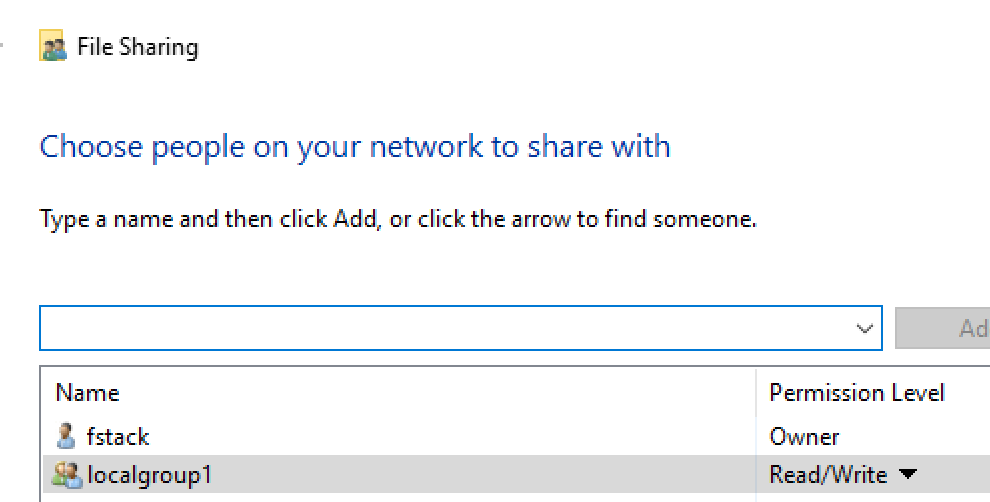 File Sharing
Choose people on your network to share with
Type a name and then click Add, or click the arrow to find someone.
Ad
Name Permission Level
fstack Owner
localgroup1 Read/Write